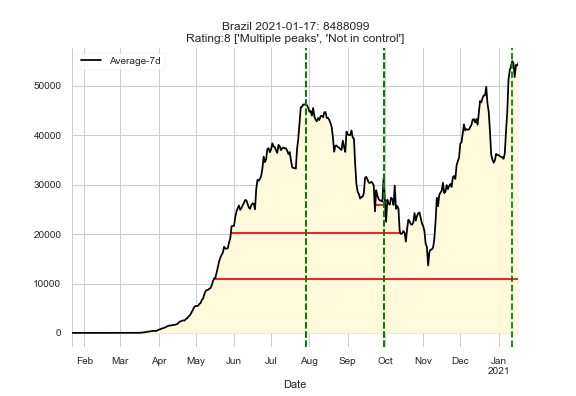 Brazil 2021-01-17: 8488099
Rating:8 ['Multiple peaks', 'Not in control']
Average-7d
50000
40000
30000
20000
10000
0
Feb Mar Apr May Jun Jul Aug Sep Oct Nov Dec Jan
2021
Date